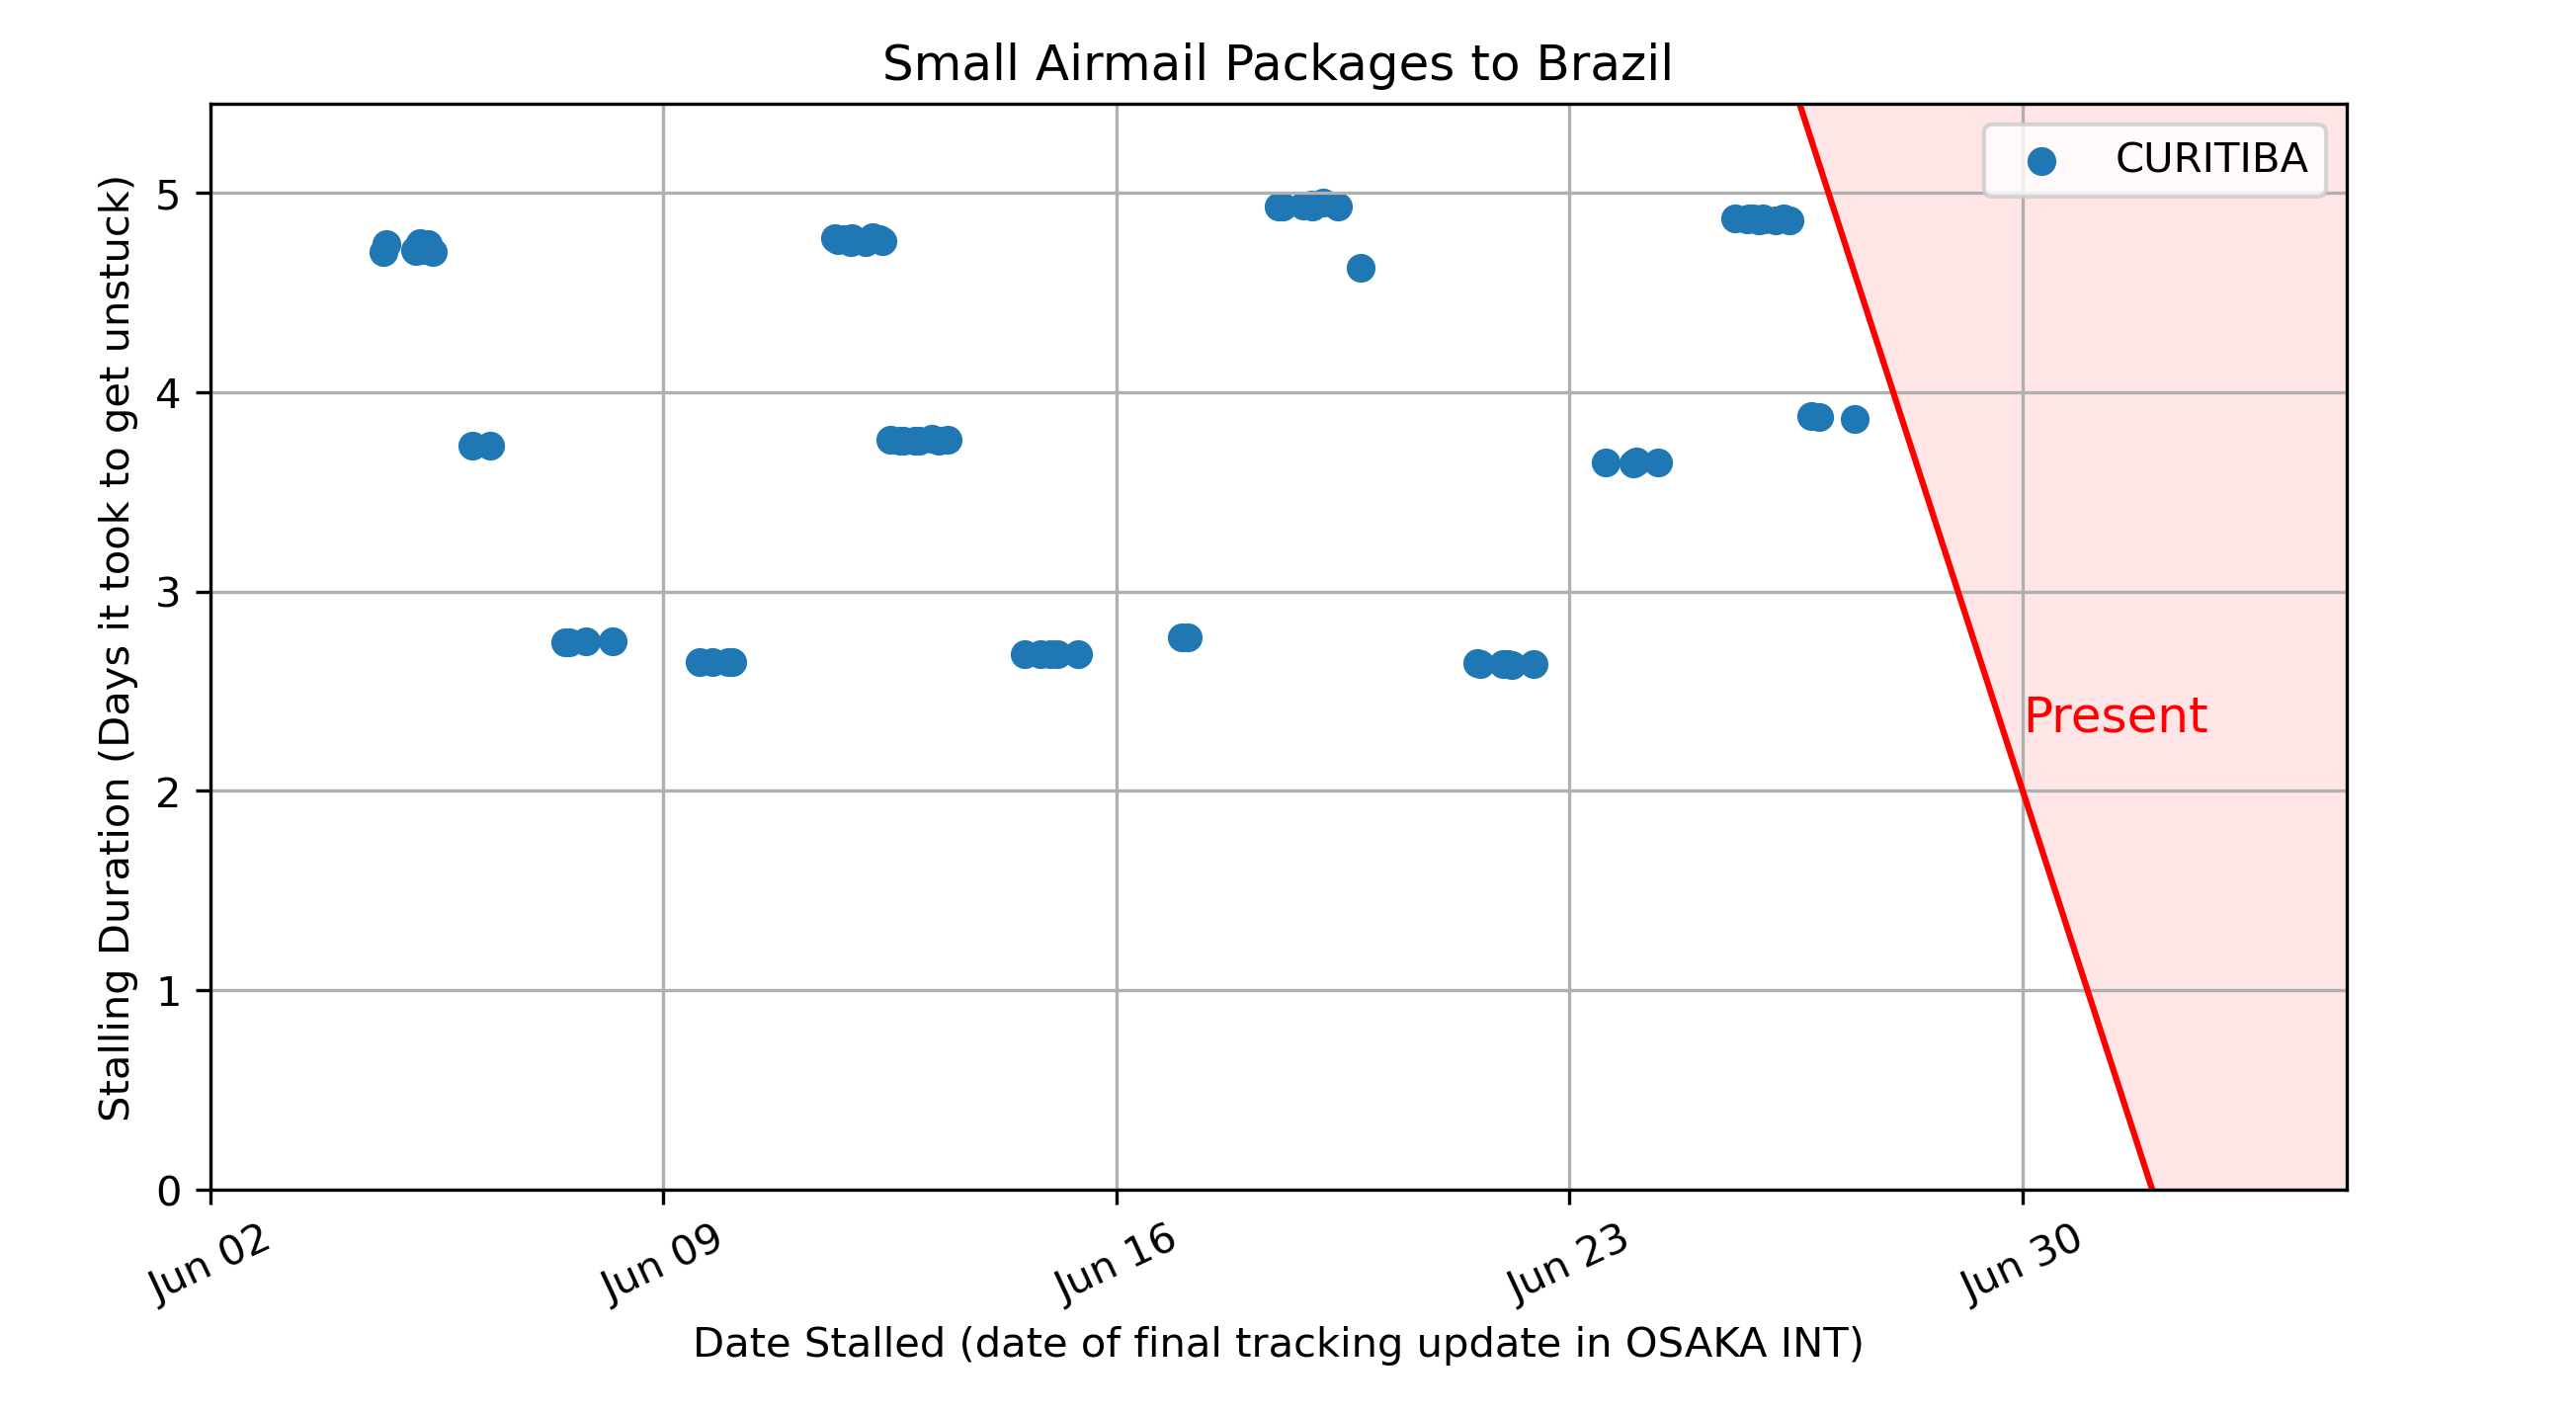 Small Airmail Packages to Brazil
CURITIBA
Stalling Duration (Days it took to get unstuck)
5
4
3
2
1
0
Present
Jun 02
Jun 09
Jun 16
Jun 23
Jun 30
Date Stalled (date of final tracking update in OSAKA INT)